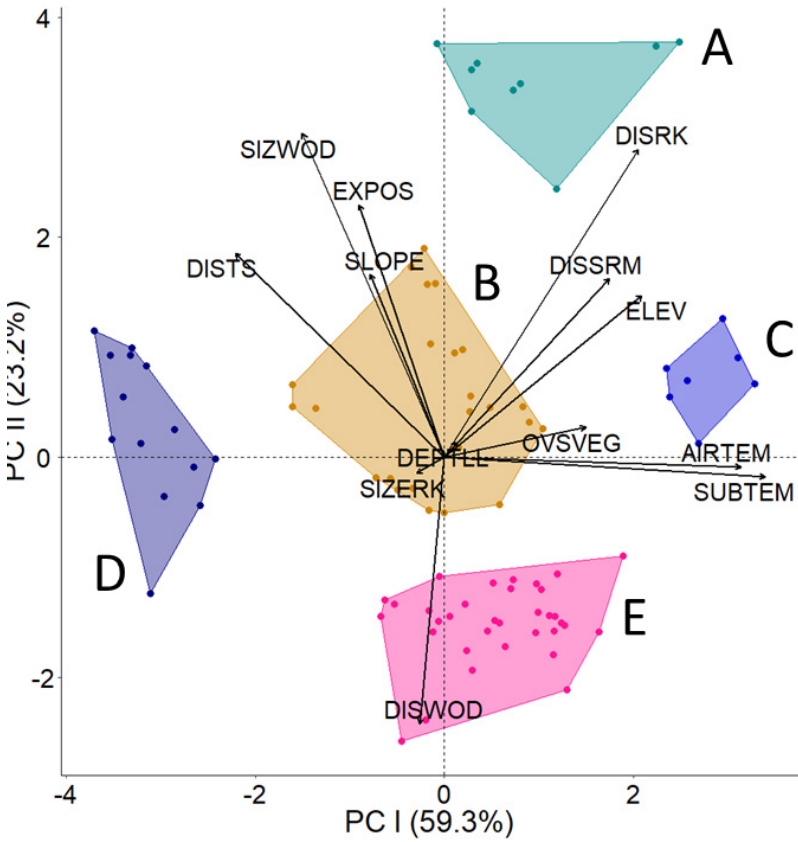 4
A
DISRK
SIZWOD
EXPOS
2
DISTS
SLOPE
B
DISSRM
ELEV
C
PC II (23.2%)
OVSVEG
AIRTEM
0
DEPTLL
SIZERK
SUBTEM
D
E
-2
DISWOD
-4
-2
0
2
PC I (59.3%)